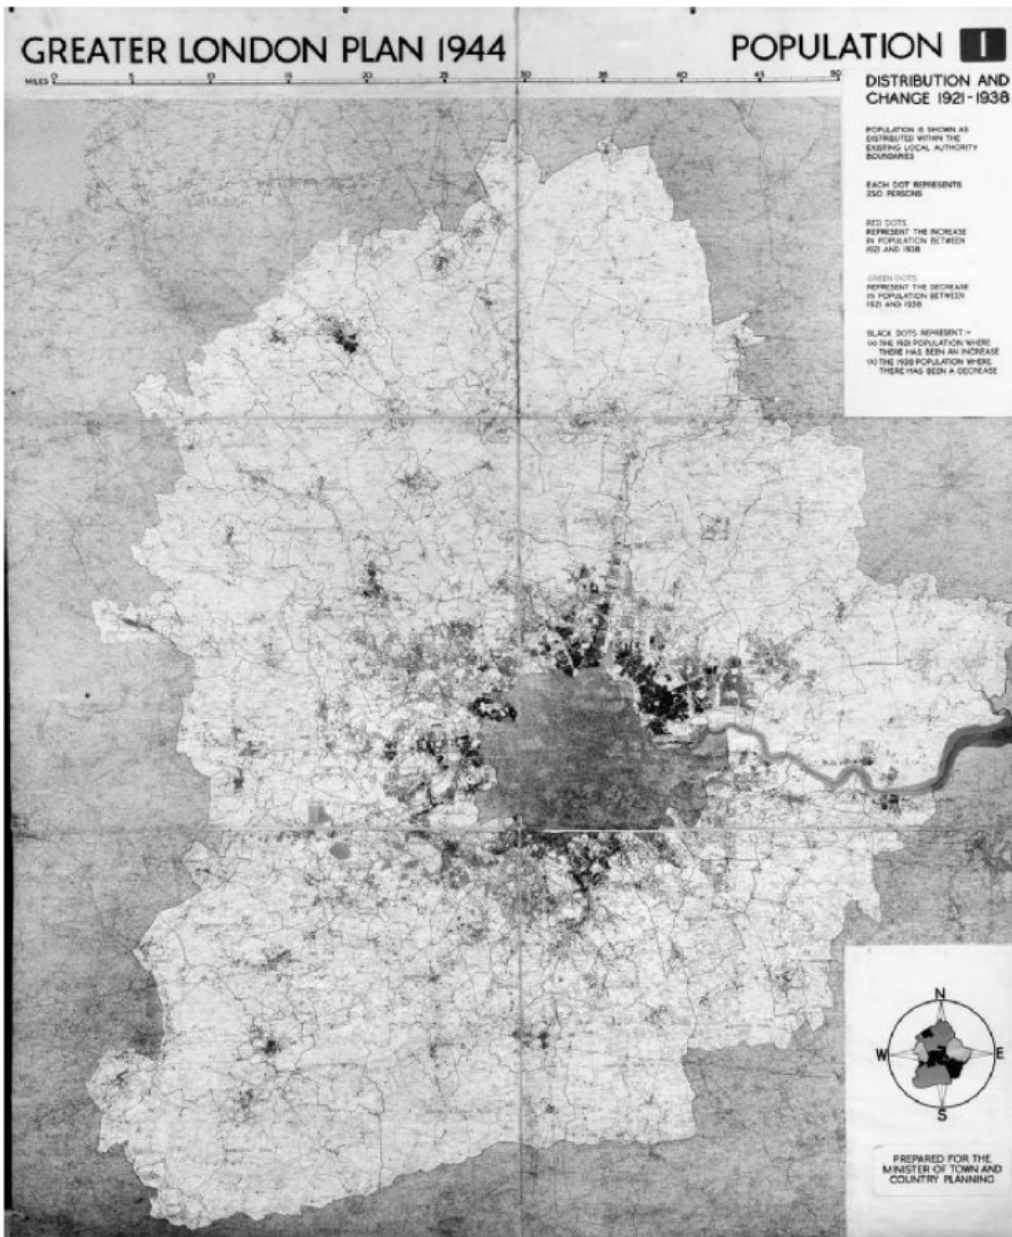 GREATER LONDON PLAN 1944
POPULATION 1
MILES 0 5 10 15 20 25 30 35 40 45 50
DISTRIBUTION AND
CHANGE 1921-1938
POPULATION IS SHOWN AS
DISTRIBUTED WITHIN THE
EXISTING LOCAL AUTHORITY
BOUNDARIES
EACH DOT REPRESENTS
250 PERSONS
RED DOTS
REPRESENT THE INCREASE
IN POPULATION BETWEEN
1921 AND 1938
GREEN DOTS
REPRESENT THE DECREASE
IN POPULATION BETWEEN
1921 AND 1938
BLACK DOTS REPRESENT :-
(a) THE 1921 POPULATION WHERE
THERE HAS BEEN AN INCREASE
(b) THE 1938 POPULATION WHERE
THERE HAS BEEN A DECREASE
N
W E
S
PREPARED FOR THE
MINISTER OF TOWN AND
COUNTRY PLANNING